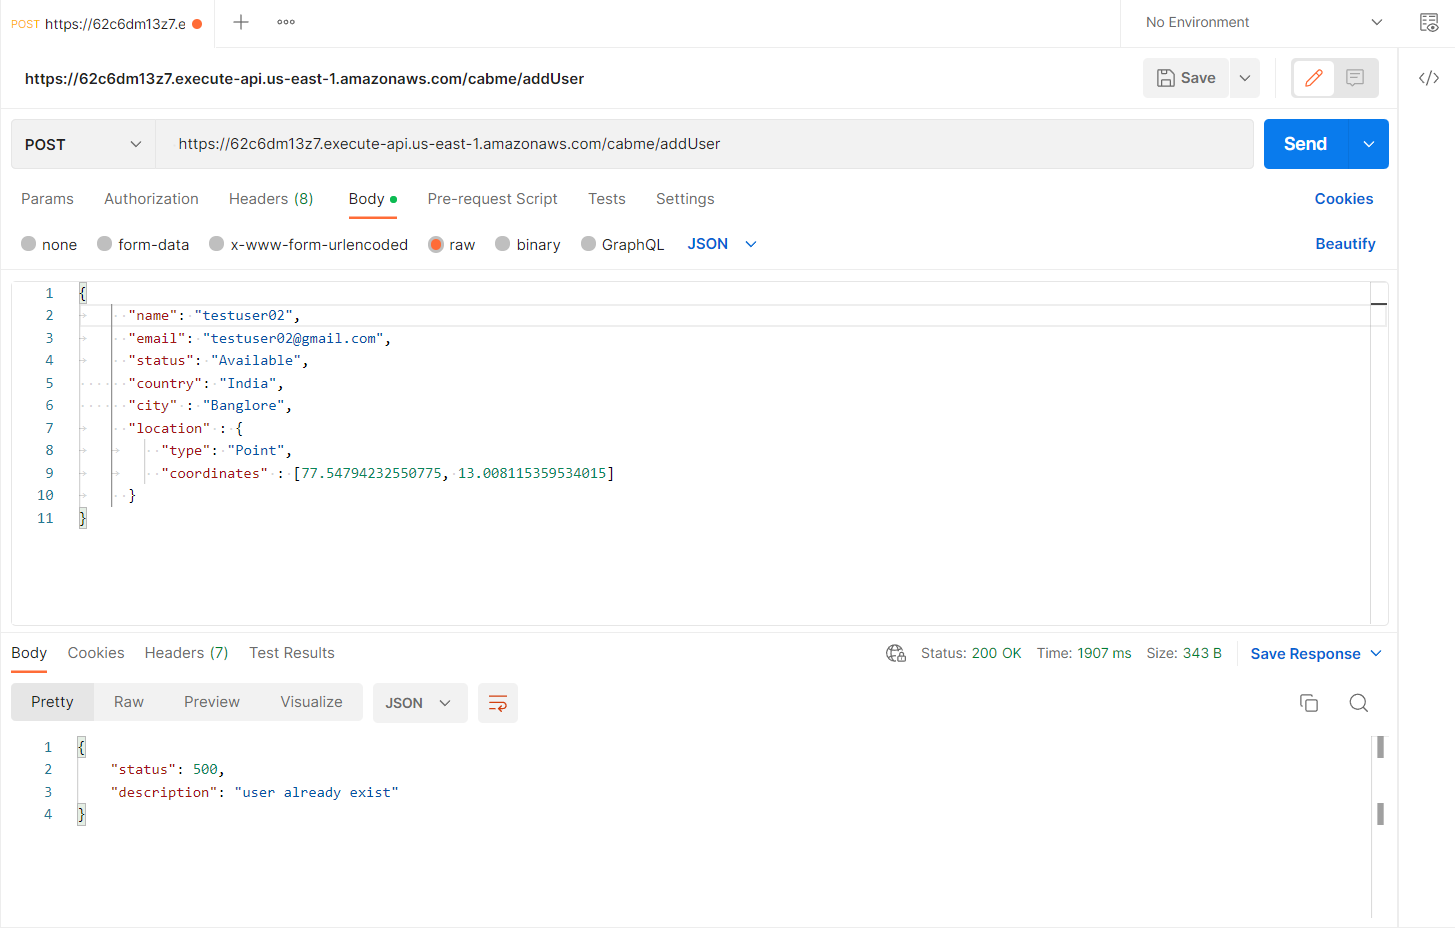 POST https://62c6dm13z7.e
No Environment
https://62c6dm13z7.execute-api.us-east-1.amazonaws.com/cabme/addUser
Save
POST
https://62c6dm13z7.execute-api.us-east-1.amazonaws.com/cabme/addUser
Send
Params Authorization Headers (8) Body Pre-request Script Tests Settings Cookies
none form-data x-www-form-urlencoded raw binary GraphQL JSON Beautify
1 {
2 "name": "testuser02",
3 "email": "testuser02@gmail.com",
4 "status": "Available",
5 "country": "India",
6 "city" : "Banglore",
7 "location" : {
8 "type": "Point",
9 "coordinates" : [77.54794232550775, 13.008115359534015]
10 }
11 }
Body Cookies Headers (7) Test Results Status: 200 OK Time: 1907 ms Size: 343 B Save Response
Pretty Raw Preview Visualize JSON
1 {
2 "status": 500,
3 "description": "user already exist"
4 }